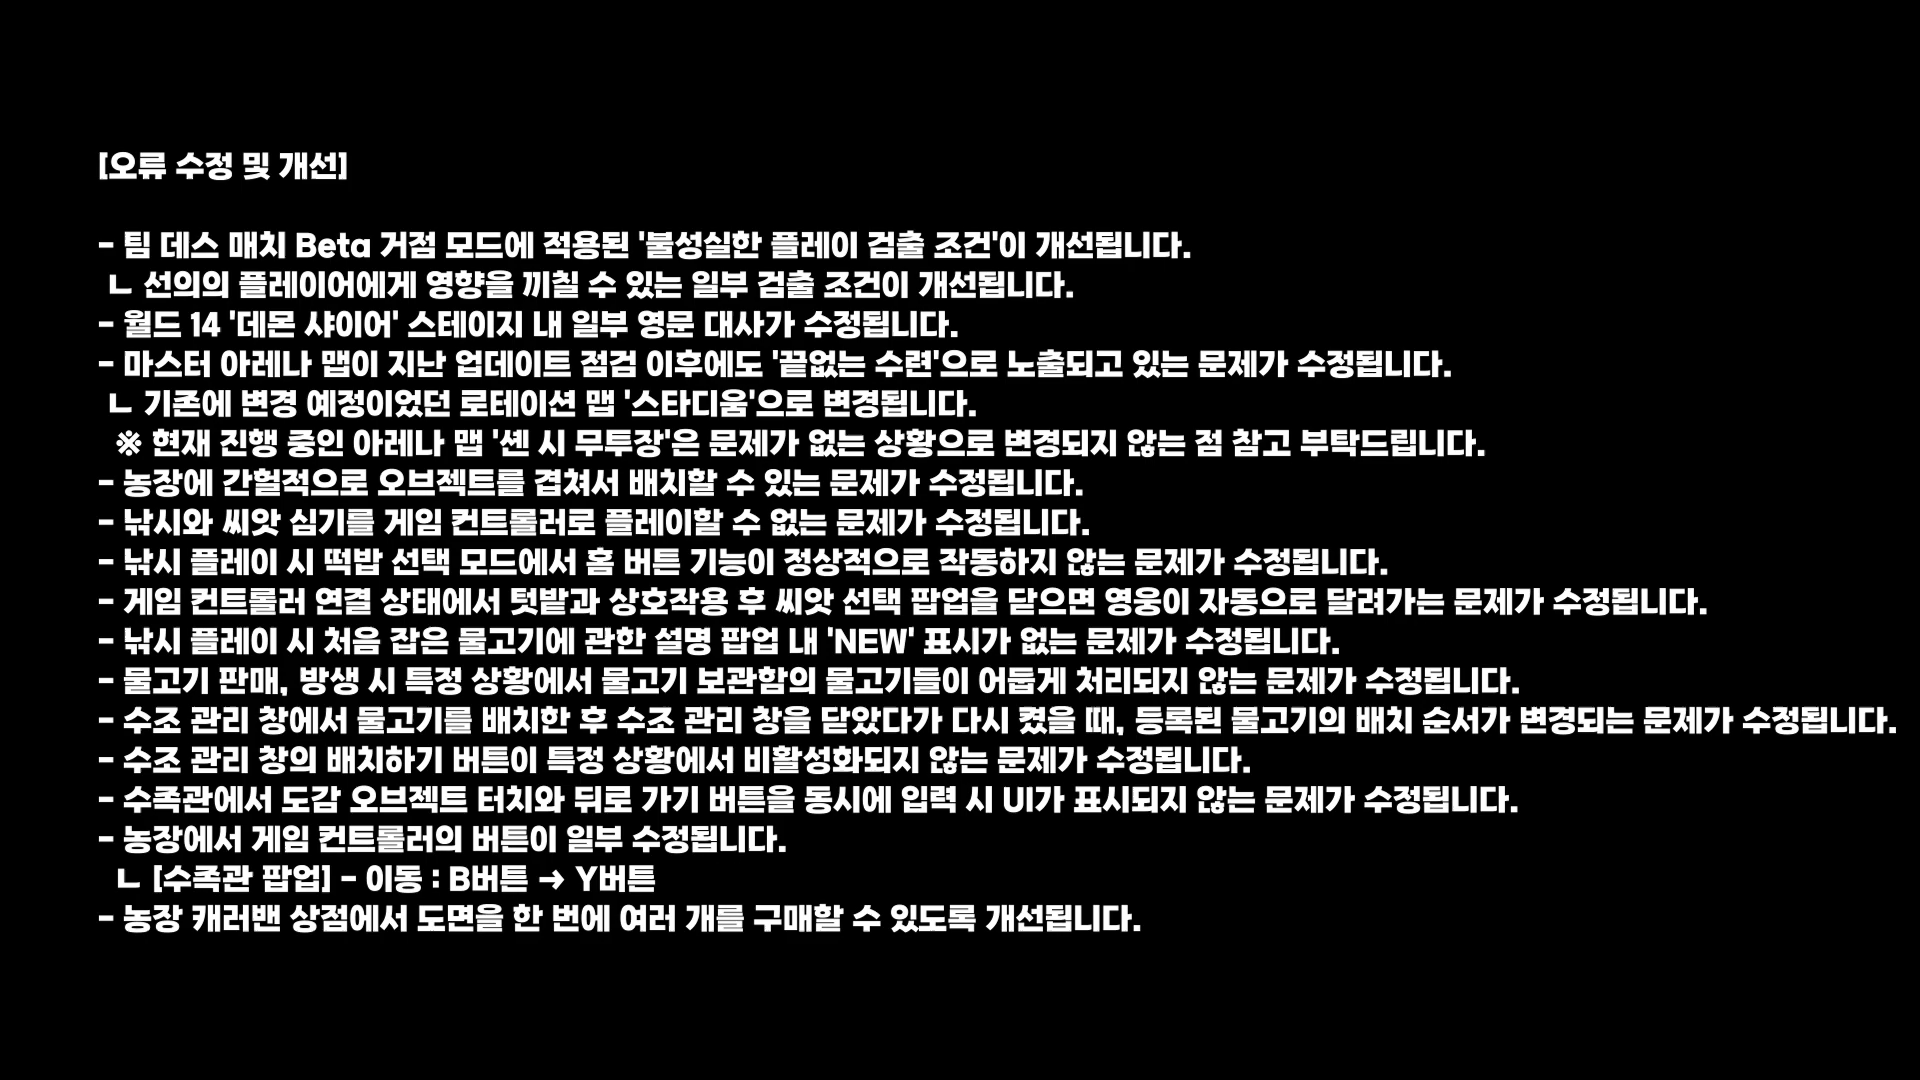 [오류 수정 및 개선]
- 팀 데스 매치 Beta 거점 모드에 적용된 '불성실한 플레이 검출 조건'이 개선됩니다.
ㄴ 선의의 플레이어에게 영향을 끼칠 수 있는 일부 검출 조건이 개선됩니다.
- 월드 14 '데몬 샤이어' 스테이지 내 일부 영문 대사가 수정됩니다.
- 마스터 아레나 맵이 지난 업데이트 점검 이후에도 '끝없는 수련'으로 노출되고 있는 문제가 수정됩니다.
ㄴ 기존에 변경 예정이었던 로테이션 맵 '스타디움'으로 변경됩니다.
※ 현재 진행 중인 아레나 맵 '셴 시 무투장'은 문제가 없는 상황으로 변경되지 않는 점 참고 부탁드립니다.
- 농장에 간헐적으로 오브젝트를 겹쳐서 배치할 수 있는 문제가 수정됩니다.
- 낚시와 씨앗 심기를 게임 컨트롤러로 플레이할 수 없는 문제가 수정됩니다.
- 낚시 플레이 시 떡밥 선택 모드에서 홈 버튼 기능이 정상적으로 작동하지 않는 문제가 수정됩니다.
- 게임 컨트롤러 연결 상태에서 텃밭과 상호작용 후 씨앗 선택 팝업을 닫으면 영웅이 자동으로 달려가는 문제가 수정됩니다.
- 낚시 플레이 시 처음 잡은 물고기에 관한 설명 팝업 내 'NEW' 표시가 없는 문제가 수정됩니다.
- 물고기 판매, 방생 시 특정 상황에서 물고기 보관함의 물고기들이 어둡게 처리되지 않는 문제가 수정됩니다.
- 수조 관리 창에서 물고기를 배치한 후 수조 관리 창을 닫았다가 다시 켰을 때, 등록된 물고기의 배치 순서가 변경되는 문제가 수정됩니다.
- 수조 관리 창의 배치하기 버튼이 특정 상황에서 비활성화되지 않는 문제가 수정됩니다.
- 수족관에서 도감 오브젝트 터치와 뒤로 가기 버튼을 동시에 입력 시 UI가 표시되지 않는 문제가 수정됩니다.
- 농장에서 게임 컨트롤러의 버튼이 일부 수정됩니다.
ㄴ [수족관 팝업] - 이동 : B버튼 → Y버튼
- 농장 캐러밴 상점에서 도면을 한 번에 여러 개를 구매할 수 있도록 개선됩니다.